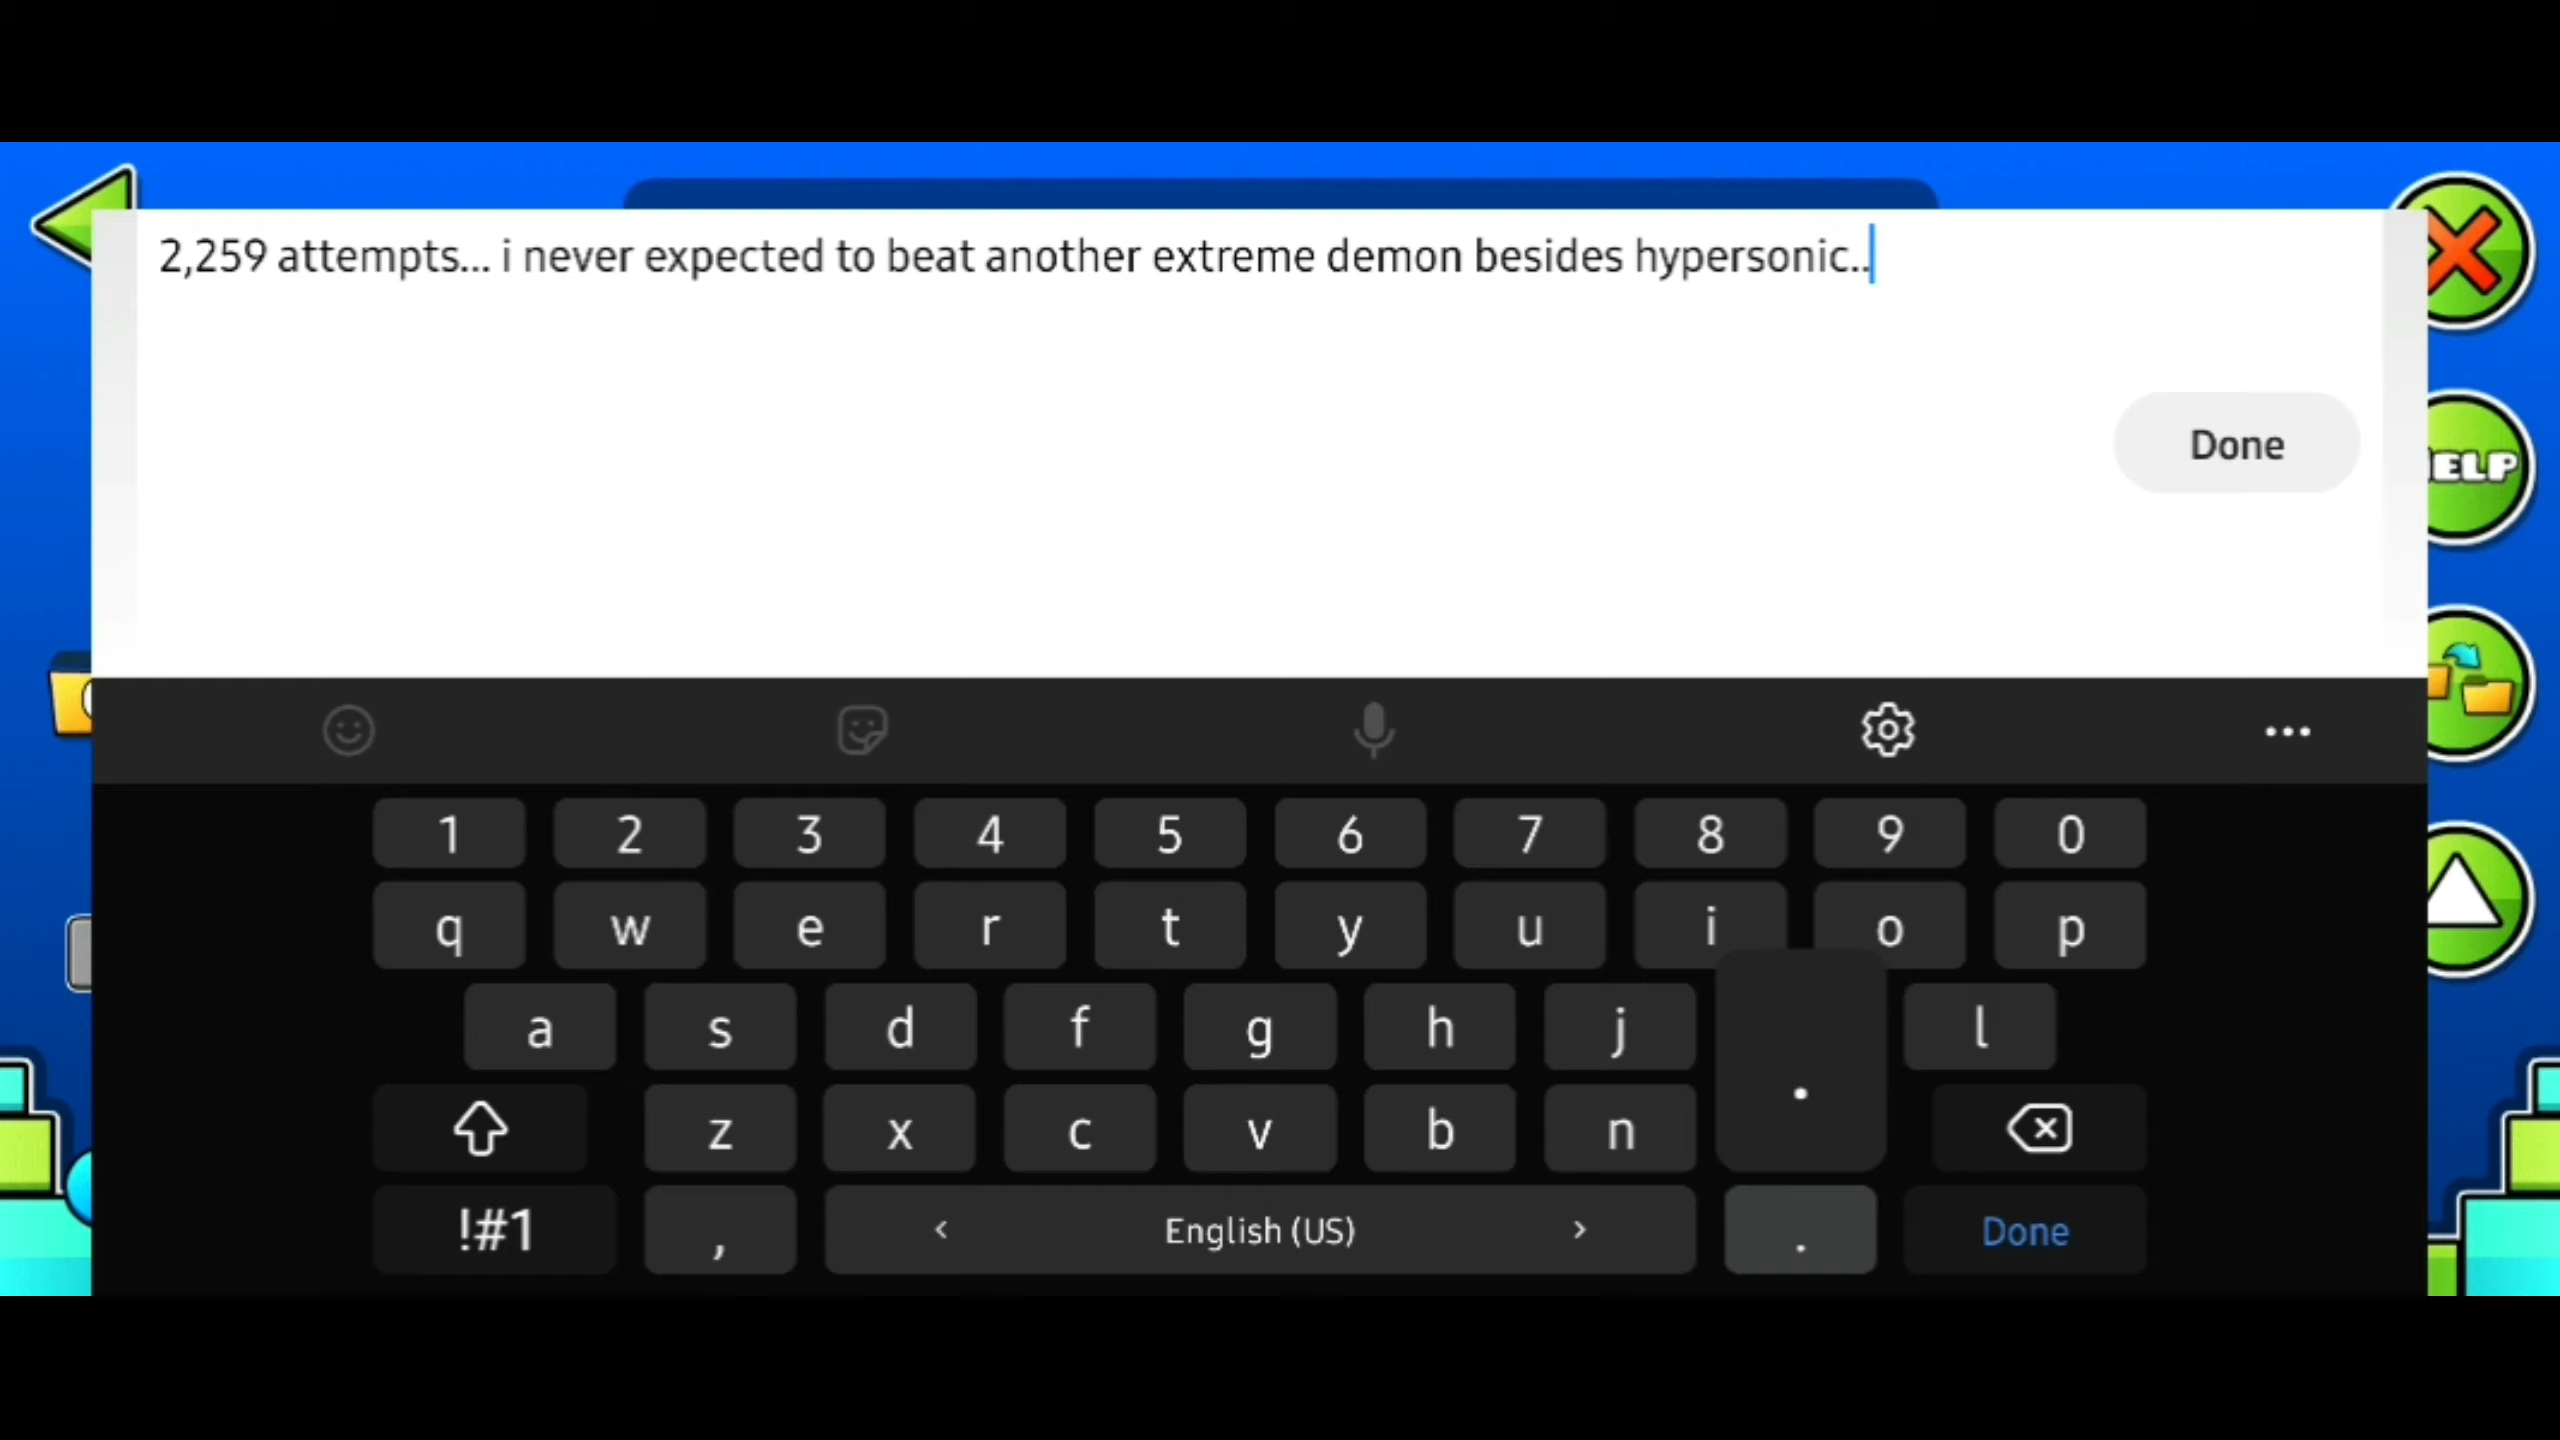 2,259 attempts... i never expected to beat another extreme demon besides hypersonic..
Done
HELP
1 2 3 4 5 6 7 8 9 0
q w e r t y u i o p
a s d f g h j l
z x c v b n .
!#1 , < English (US) > . Done